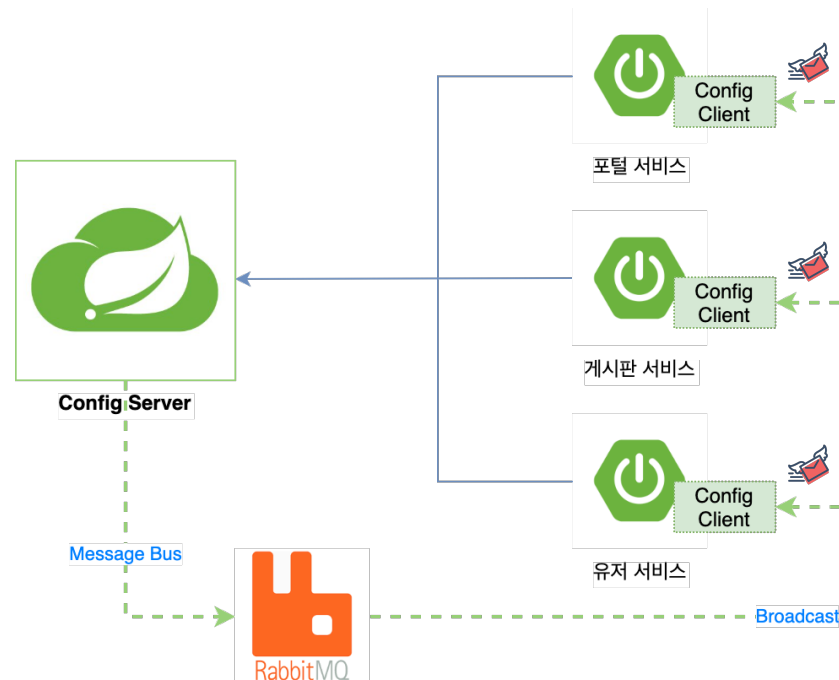 Config
Client
포털 서비스
Config
Client
게시판 서비스
Config Server
Config
Client
유저 서비스
Message Bus
Broadcast
RabbitMQ